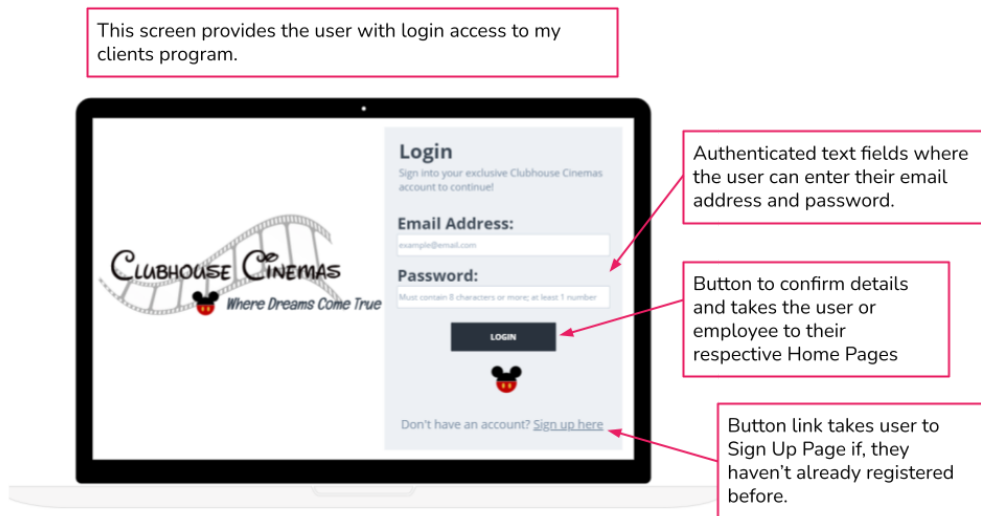 This screen provides the user with login access to my
clients program.
Login
Sign into your exclusive Clubhouse Cinemas
account to continue!
Email Address:
example@email.com
Password:
Must contain 8 characters or more; at least 1 number
LOGIN
Don't have an account? Sign up here
CLUBHOUSE CINEMAS
Where Dreams Come True
Authenticated text fields where
the user can enter their email
address and password.
Button to confirm details
and takes the user or
employee to their
respective Home Pages
Button link takes user to
Sign Up Page if, they
haven't already registered
before.